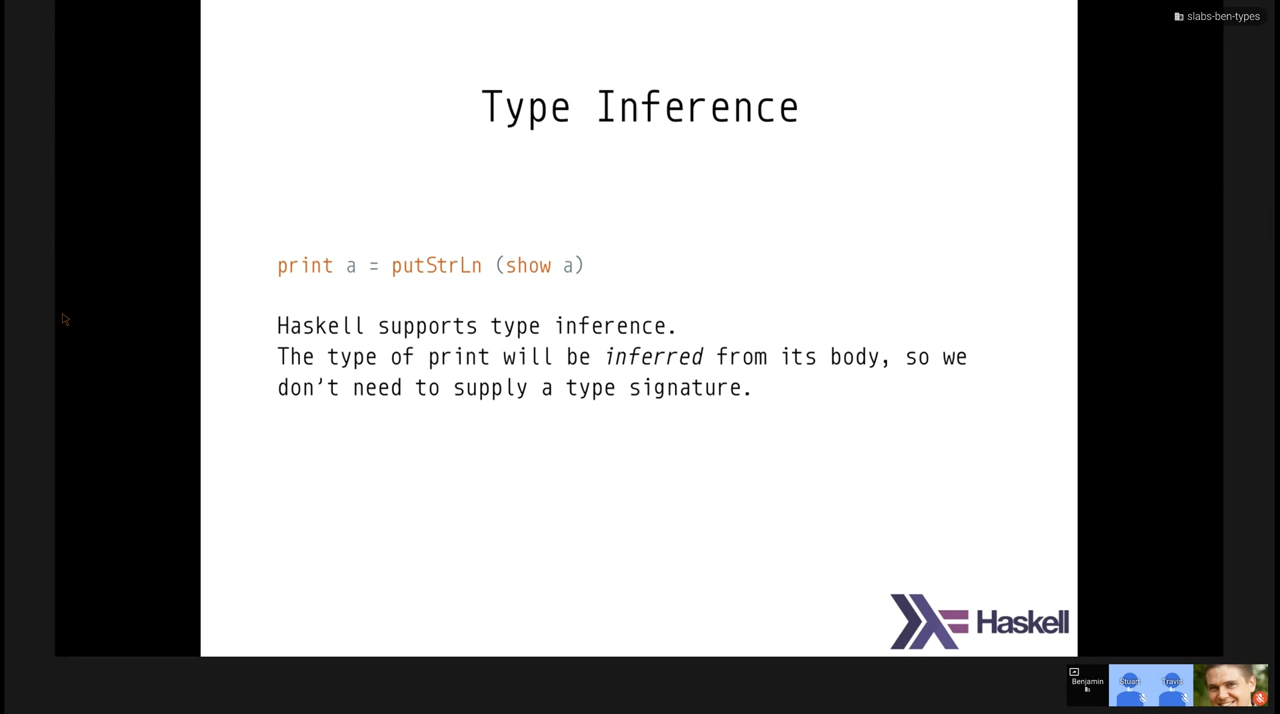 slabs-ben-types
Type Inference
print a = putStrLn (show a)
Haskell supports type inference.
The type of print will be inferred from its body, so we
don't need to supply a type signature.
Haskell
Benjamin
Stuart
Travis